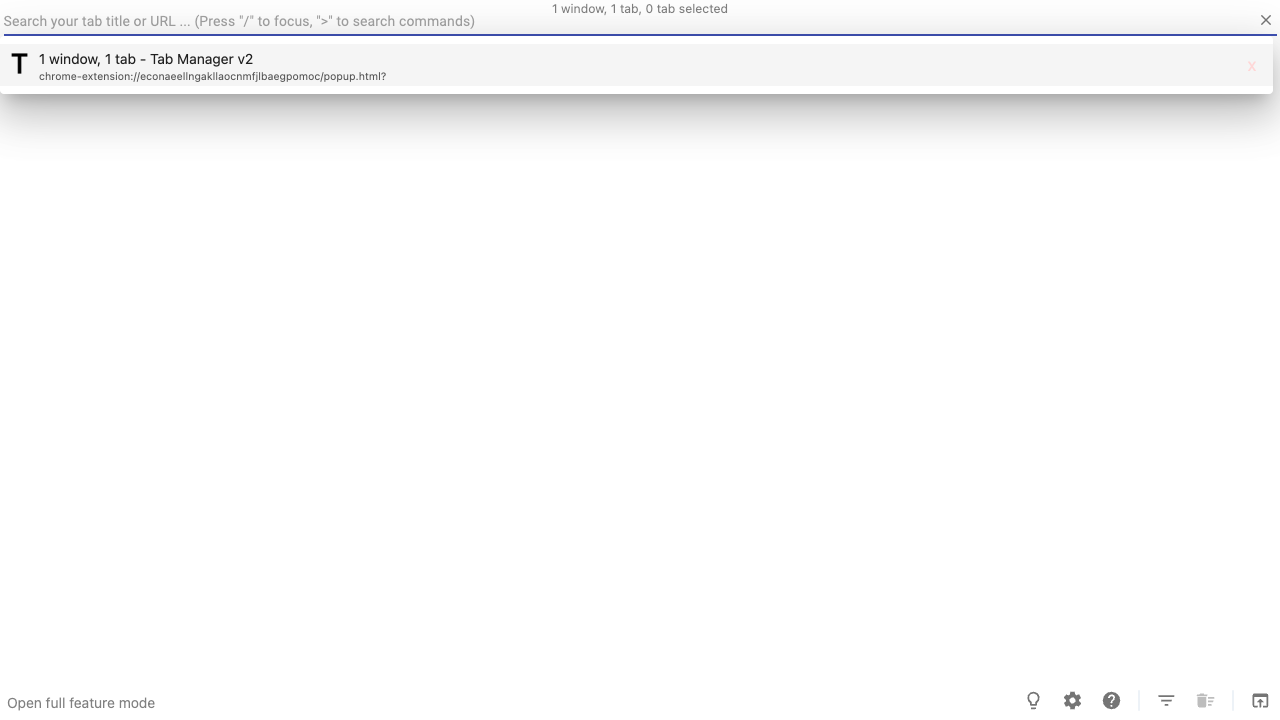 1 window, 1 tab, 0 tab selected
Search your tab title or URL ... (Press "/" to focus, ">" to search commands)
T
1 window, 1 tab - Tab Manager v2
chrome-extension://econaeellngakllaocnmfjlbaegpomoc/popup.html?
x
Open full feature mode